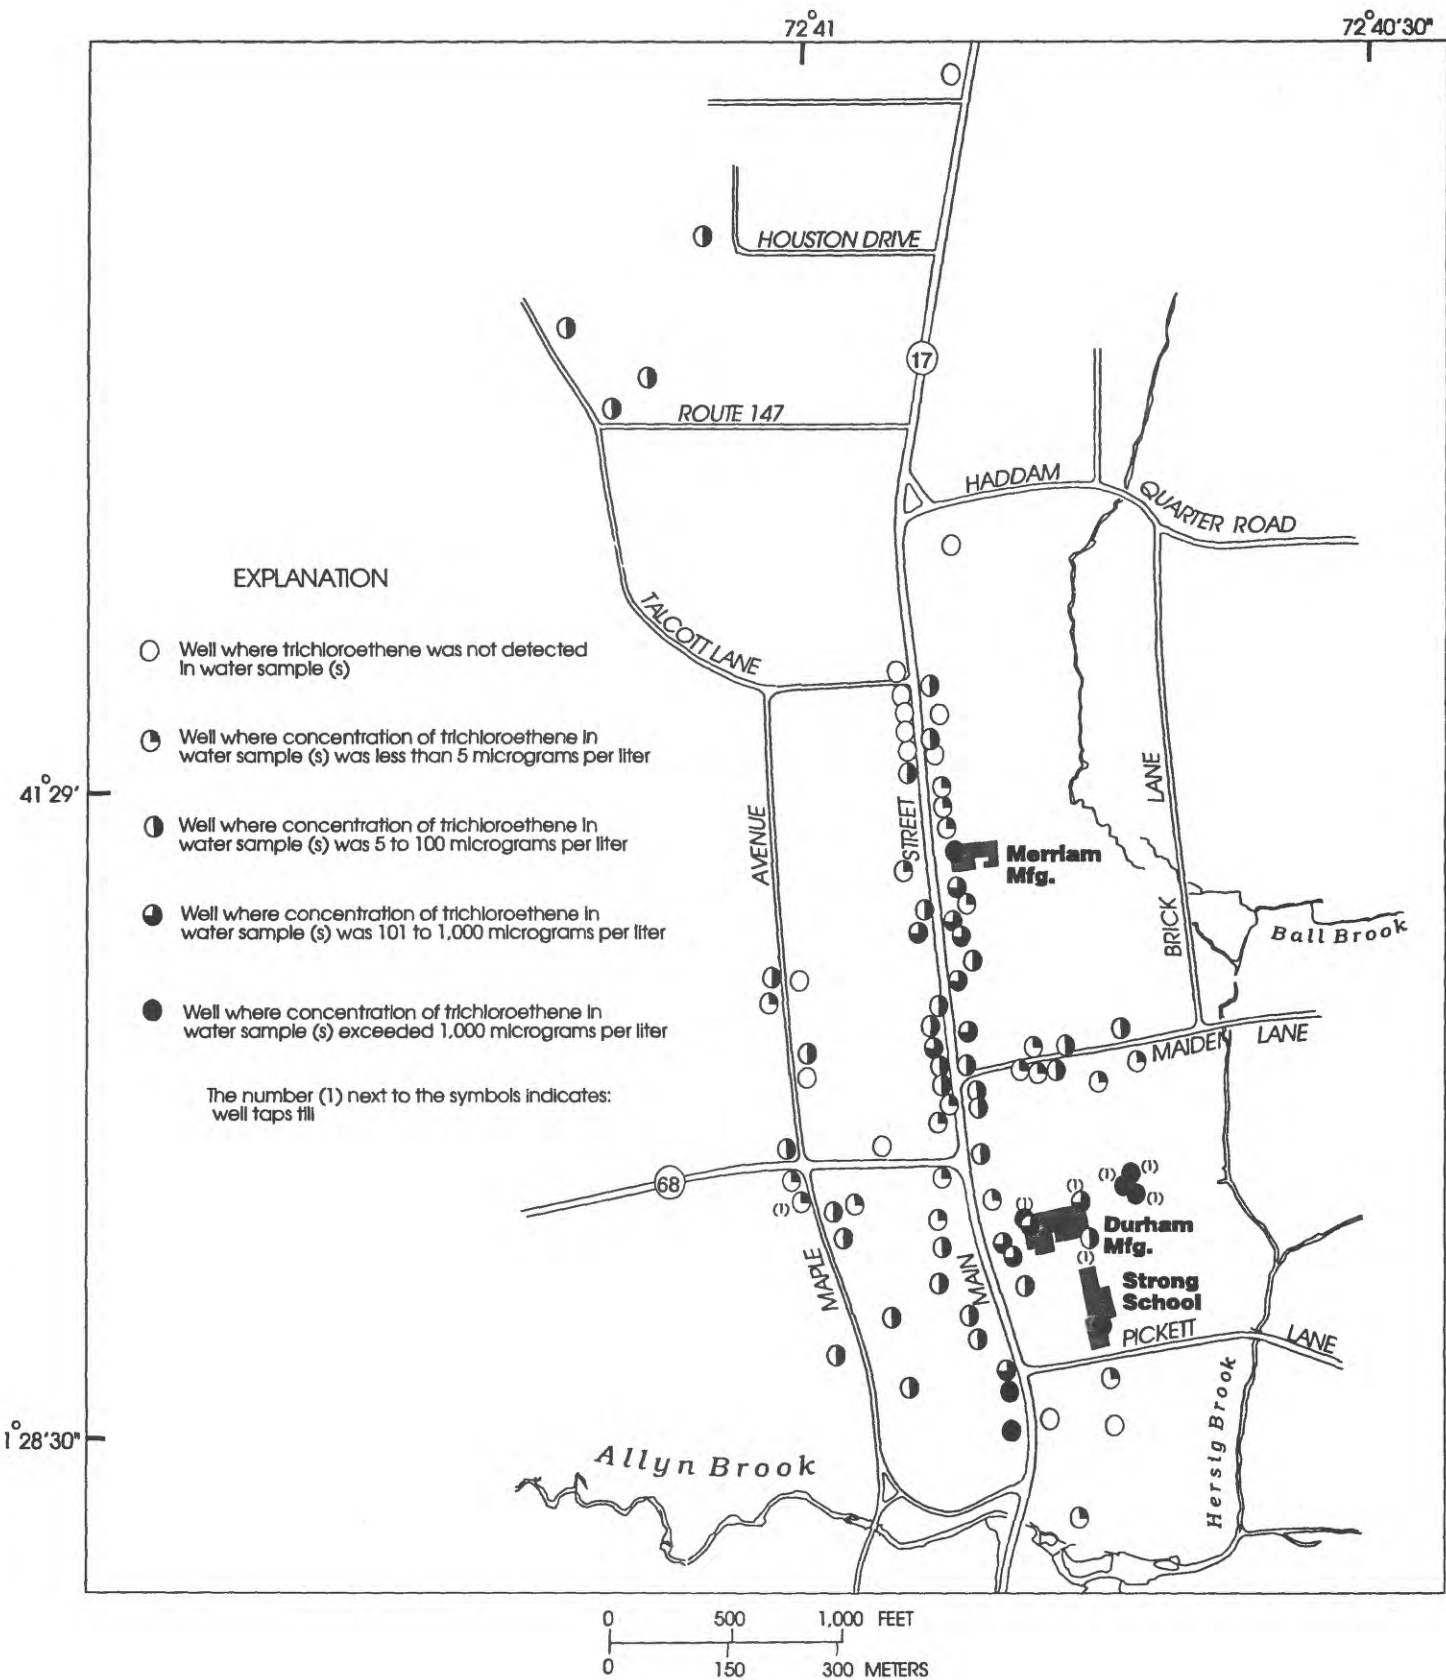 72°41
72°40'30"
HOUSTON DRIVE
17
ROUTE 147
HADDAM
QUARTER ROAD
EXPLANATION
TALCOTT LANE
Well where trichloroethene was not detected
in water sample (s)
Well where concentration of trichloroethene in
water sample (s) was less than 5 micrograms per liter
41°29'
Well where concentration of trichloroethene in
water sample (s) was 5 to 100 micrograms per liter
AVENUE
STREET
LANE
Merriam
Mfg.
Well where concentration of trichloroethene in
water sample (s) was 101 to 1,000 micrograms per liter
BRICK
Ball Brook
Well where concentration of trichloroethene in
water sample (s) exceeded 1,000 micrograms per liter
MAIDEN LANE
The number (1) next to the symbols indicates:
well taps till
68
(1)
(1)
(1)
(1)
(1)
(1)
(1)
Durham
Mfg.
MAPLE
MAIN
Strong
School
PICKETT LANE
1°28'30"
Allyn Brook
Hersig Brook
0 500 1,000 FEET
0 150 300 METERS